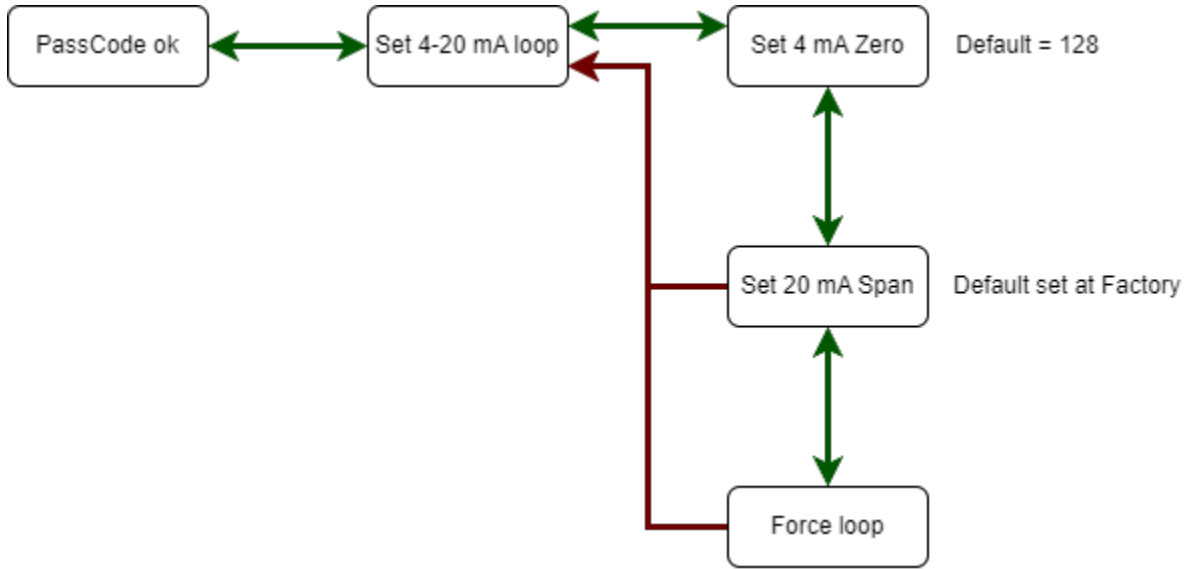 PassCode ok
Set 4-20 mA loop
Set 4 mA Zero
Default = 128
Set 20 mA Span
Default set at Factory
Force loop